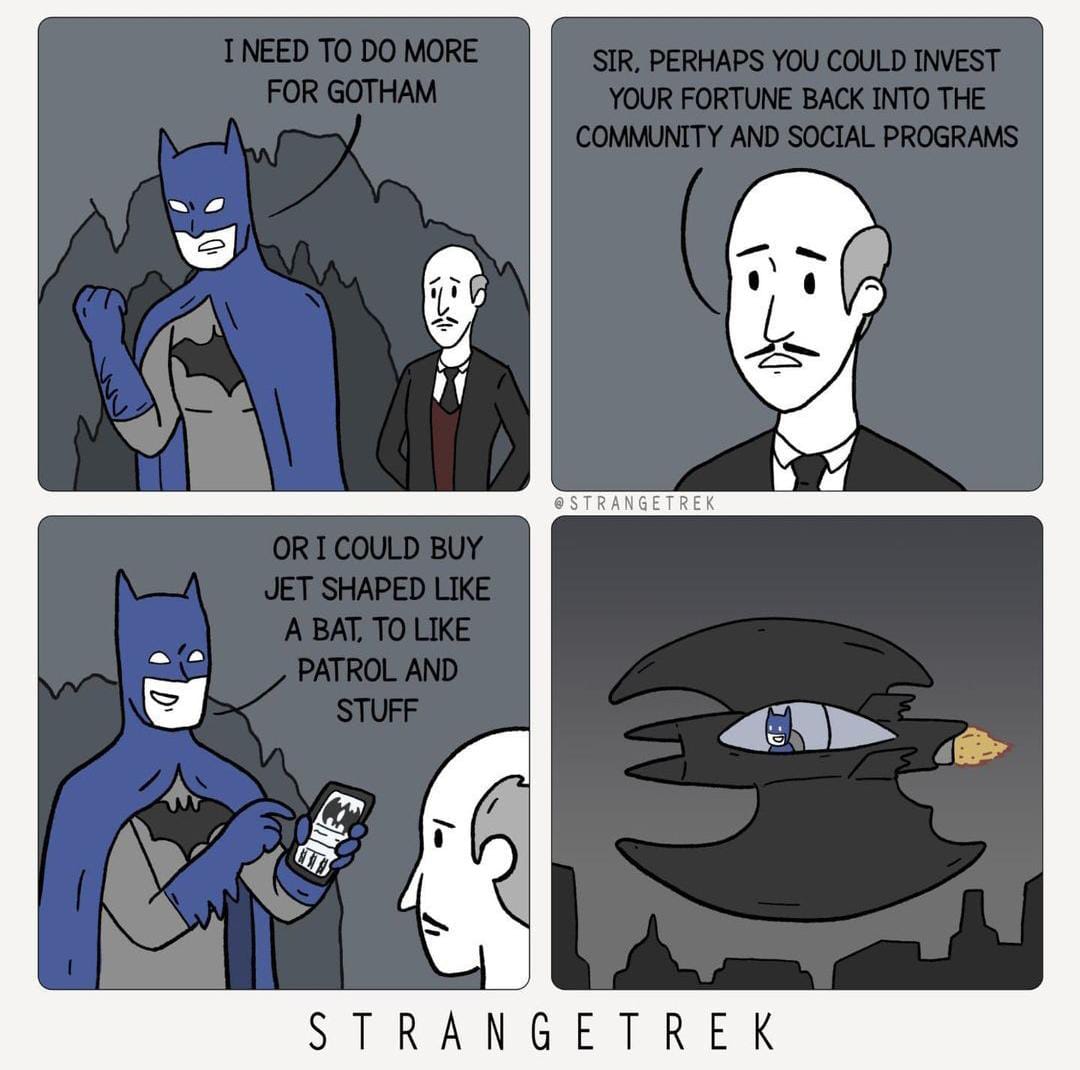 I NEED TO DO MORE
FOR GOTHAM
SIR, PERHAPS YOU COULD INVEST
YOUR FORTUNE BACK INTO THE
COMMUNITY AND SOCIAL PROGRAMS
@STRANGETREK
OR I COULD BUY
JET SHAPED LIKE
A BAT, TO LIKE
PATROL AND
STUFF
STRANGETREK